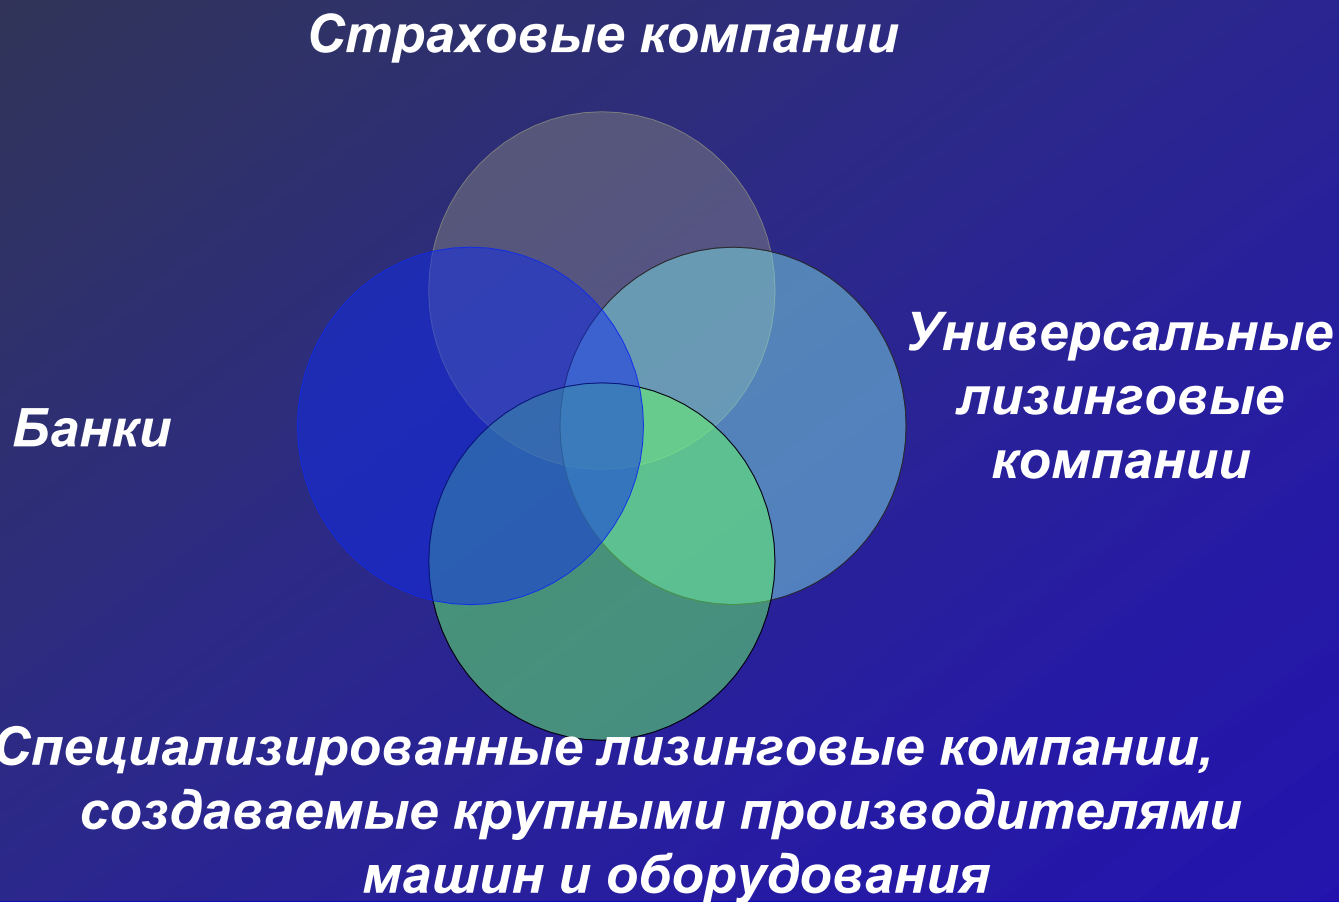 Страховые компании
Универсальные
лизинговые
компании
Банки
Специализированные лизинговые компании,
создаваемые крупными производителями
машин и оборудования